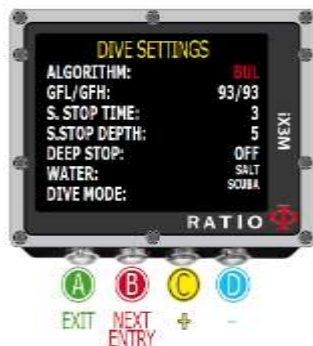 DIVE SETTINGS
ALGORITHM: BUL
GFL/GFH: 93/93
S. STOP TIME: 3
S.STOP DEPTH: 5
DEEP STOP: OFF
WATER: SALT
DIVE MODE: SCUBA
iX3M
RATIO
A B C D
EXIT NEXT ENTRY + -